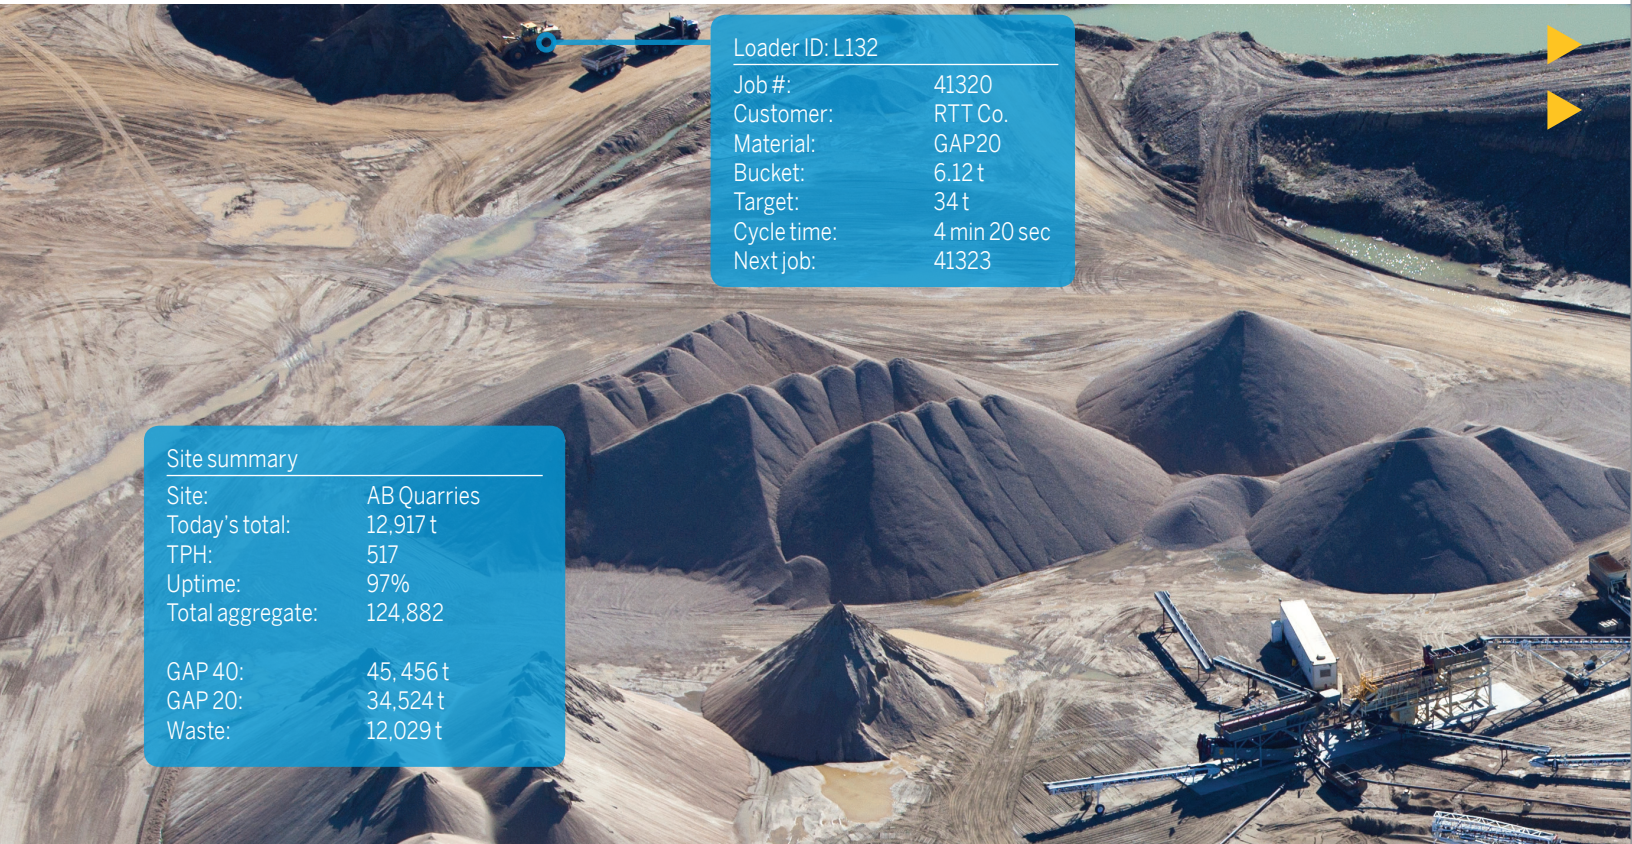 Loader ID: L132
Job #: 41320
Customer: RTT Co.
Material: GAP20
Bucket: 6.12 t
Target: 34 t
Cycle time: 4 min 20 sec
Next job: 41323
Site summary
Site: AB Quarries
Today's total: 12,917 t
TPH: 517
Uptime: 97%
Total aggregate: 124,882
GAP 40: 45, 456 t
GAP 20: 34,524 t
Waste: 12,029 t